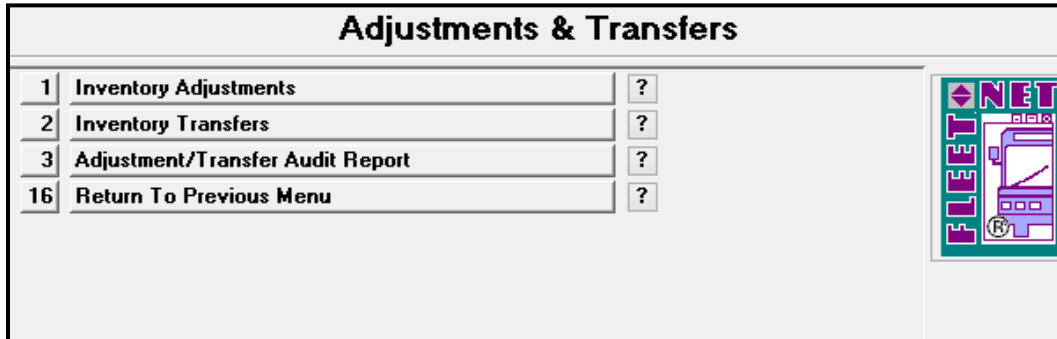 Adjustments & Transfers
1 Inventory Adjustments ?
2 Inventory Transfers ?
3 Adjustment/Transfer Audit Report ?
16 Return To Previous Menu ?
NET
FLEET
®